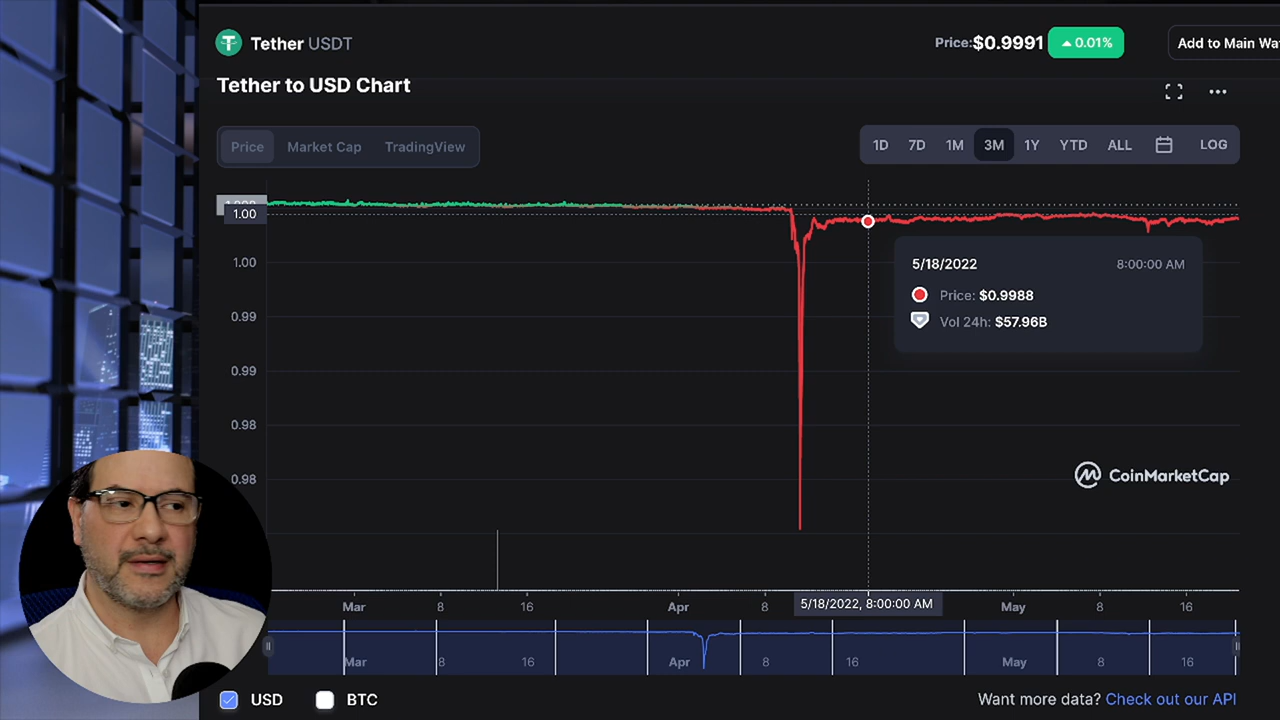 Tether USDT
Price:$0.9991
0.01%
Add to Main Wa
Tether to USD Chart
Price
Market Cap
TradingView
1D
7D
1M
3M
1Y
YTD
ALL
LOG
1.00
1.00
0.99
0.99
0.98
0.98
5/18/2022
8:00:00 AM
Price: $0.9988
Vol 24h: $57.96B
CoinMarketCap
Mar
8
16
Apr
8
5/18/2022, 8:00:00 AM
May
8
16
Mar
8
16
Apr
8
16
May
8
16
USD
BTC
Want more data? Check out our API